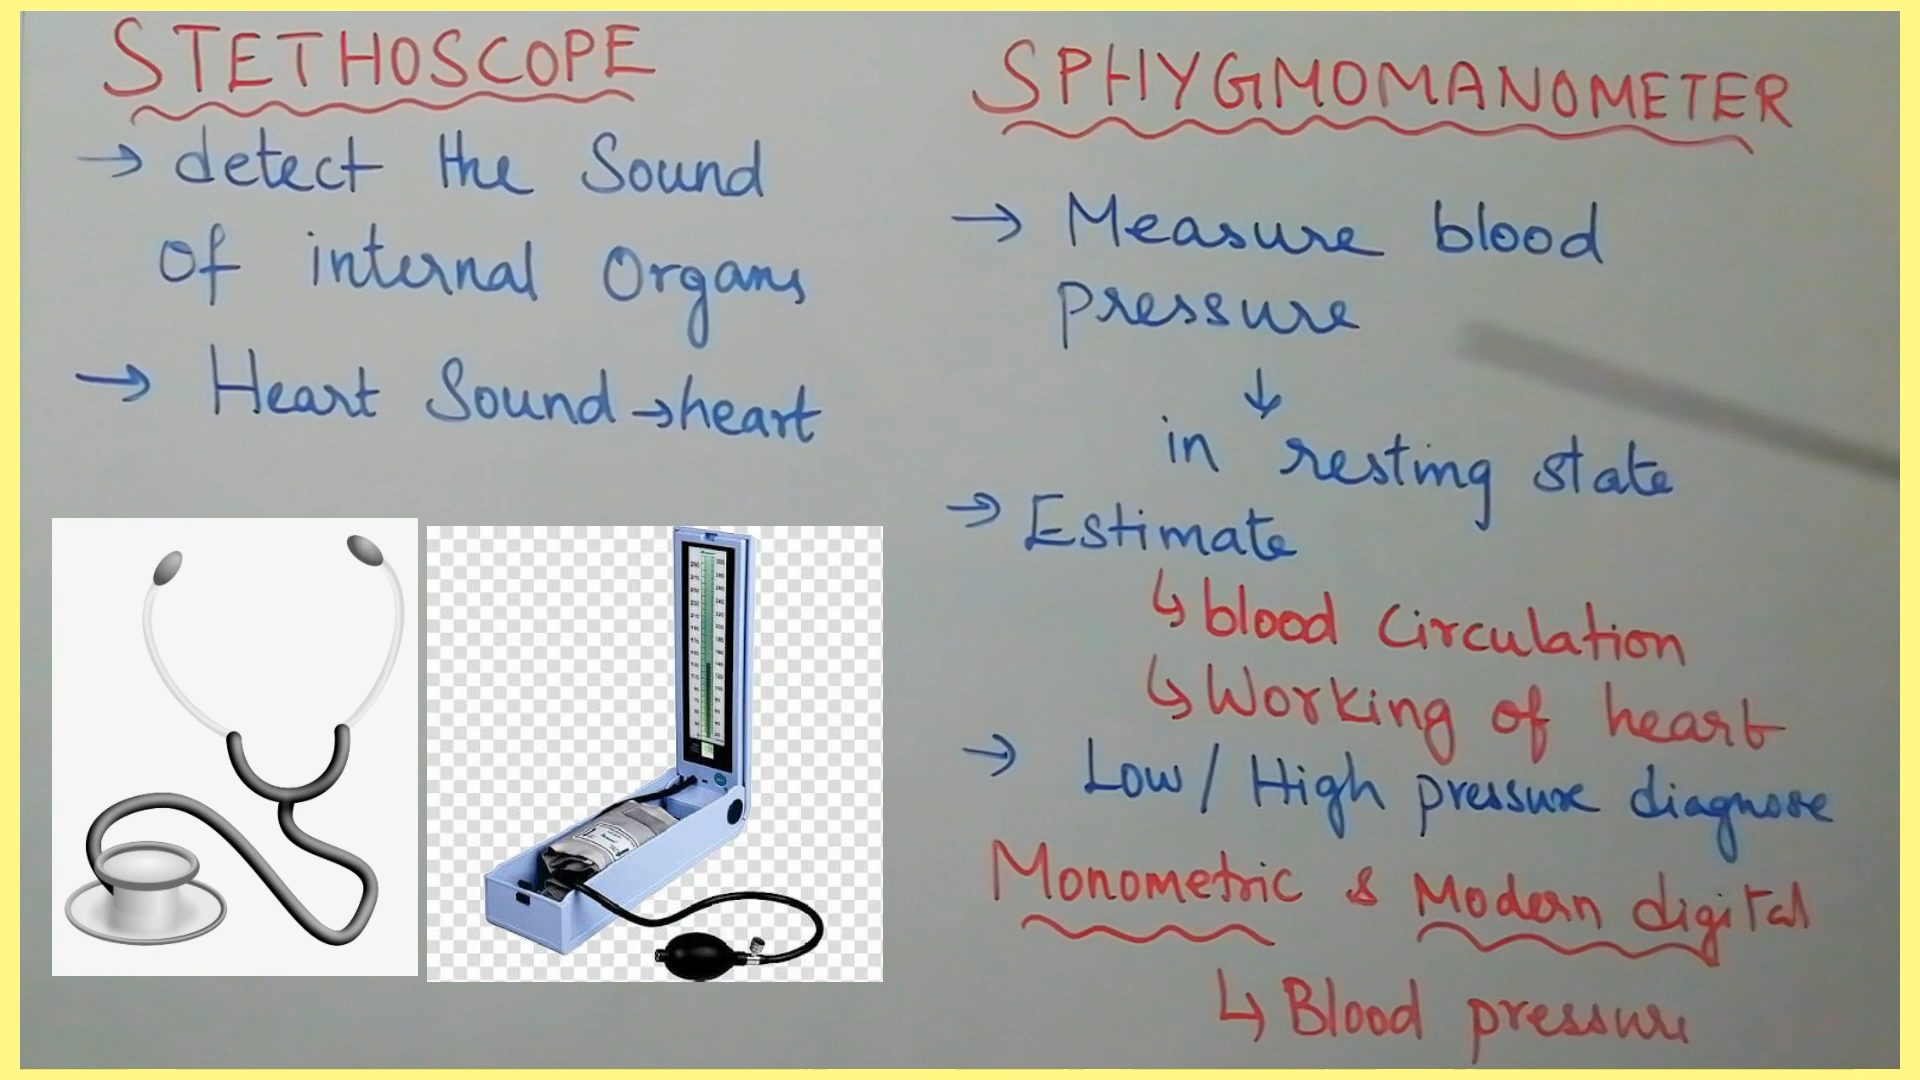 STETHOSCOPE
→ detect the Sound
of internal Organs
→ Heart Sound → heart
SPHYGMOMANOMETER
→ Measure blood
pressure
↓
in resting state
→ Estimate
↳ blood Circulation
↳ Working of heart
→ Low / High pressure diagnose
Monometric & Modern digital
↳ Blood pressure